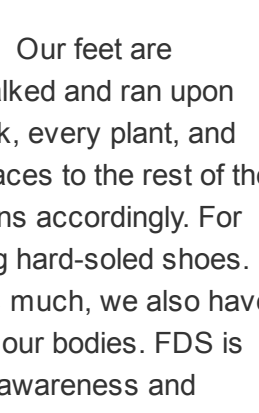 Our feet are
alked and ran upon
k, every plant, and
aces to the rest of the
ns accordingly. For
g hard-soled shoes.
much, we also have
our bodies. FDS is
awareness and